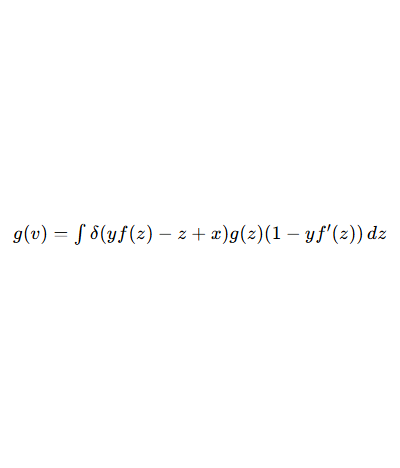 g(v) = ∫ δ(yf(z) − z + x)g(z)(1 − yf′(z)) dz